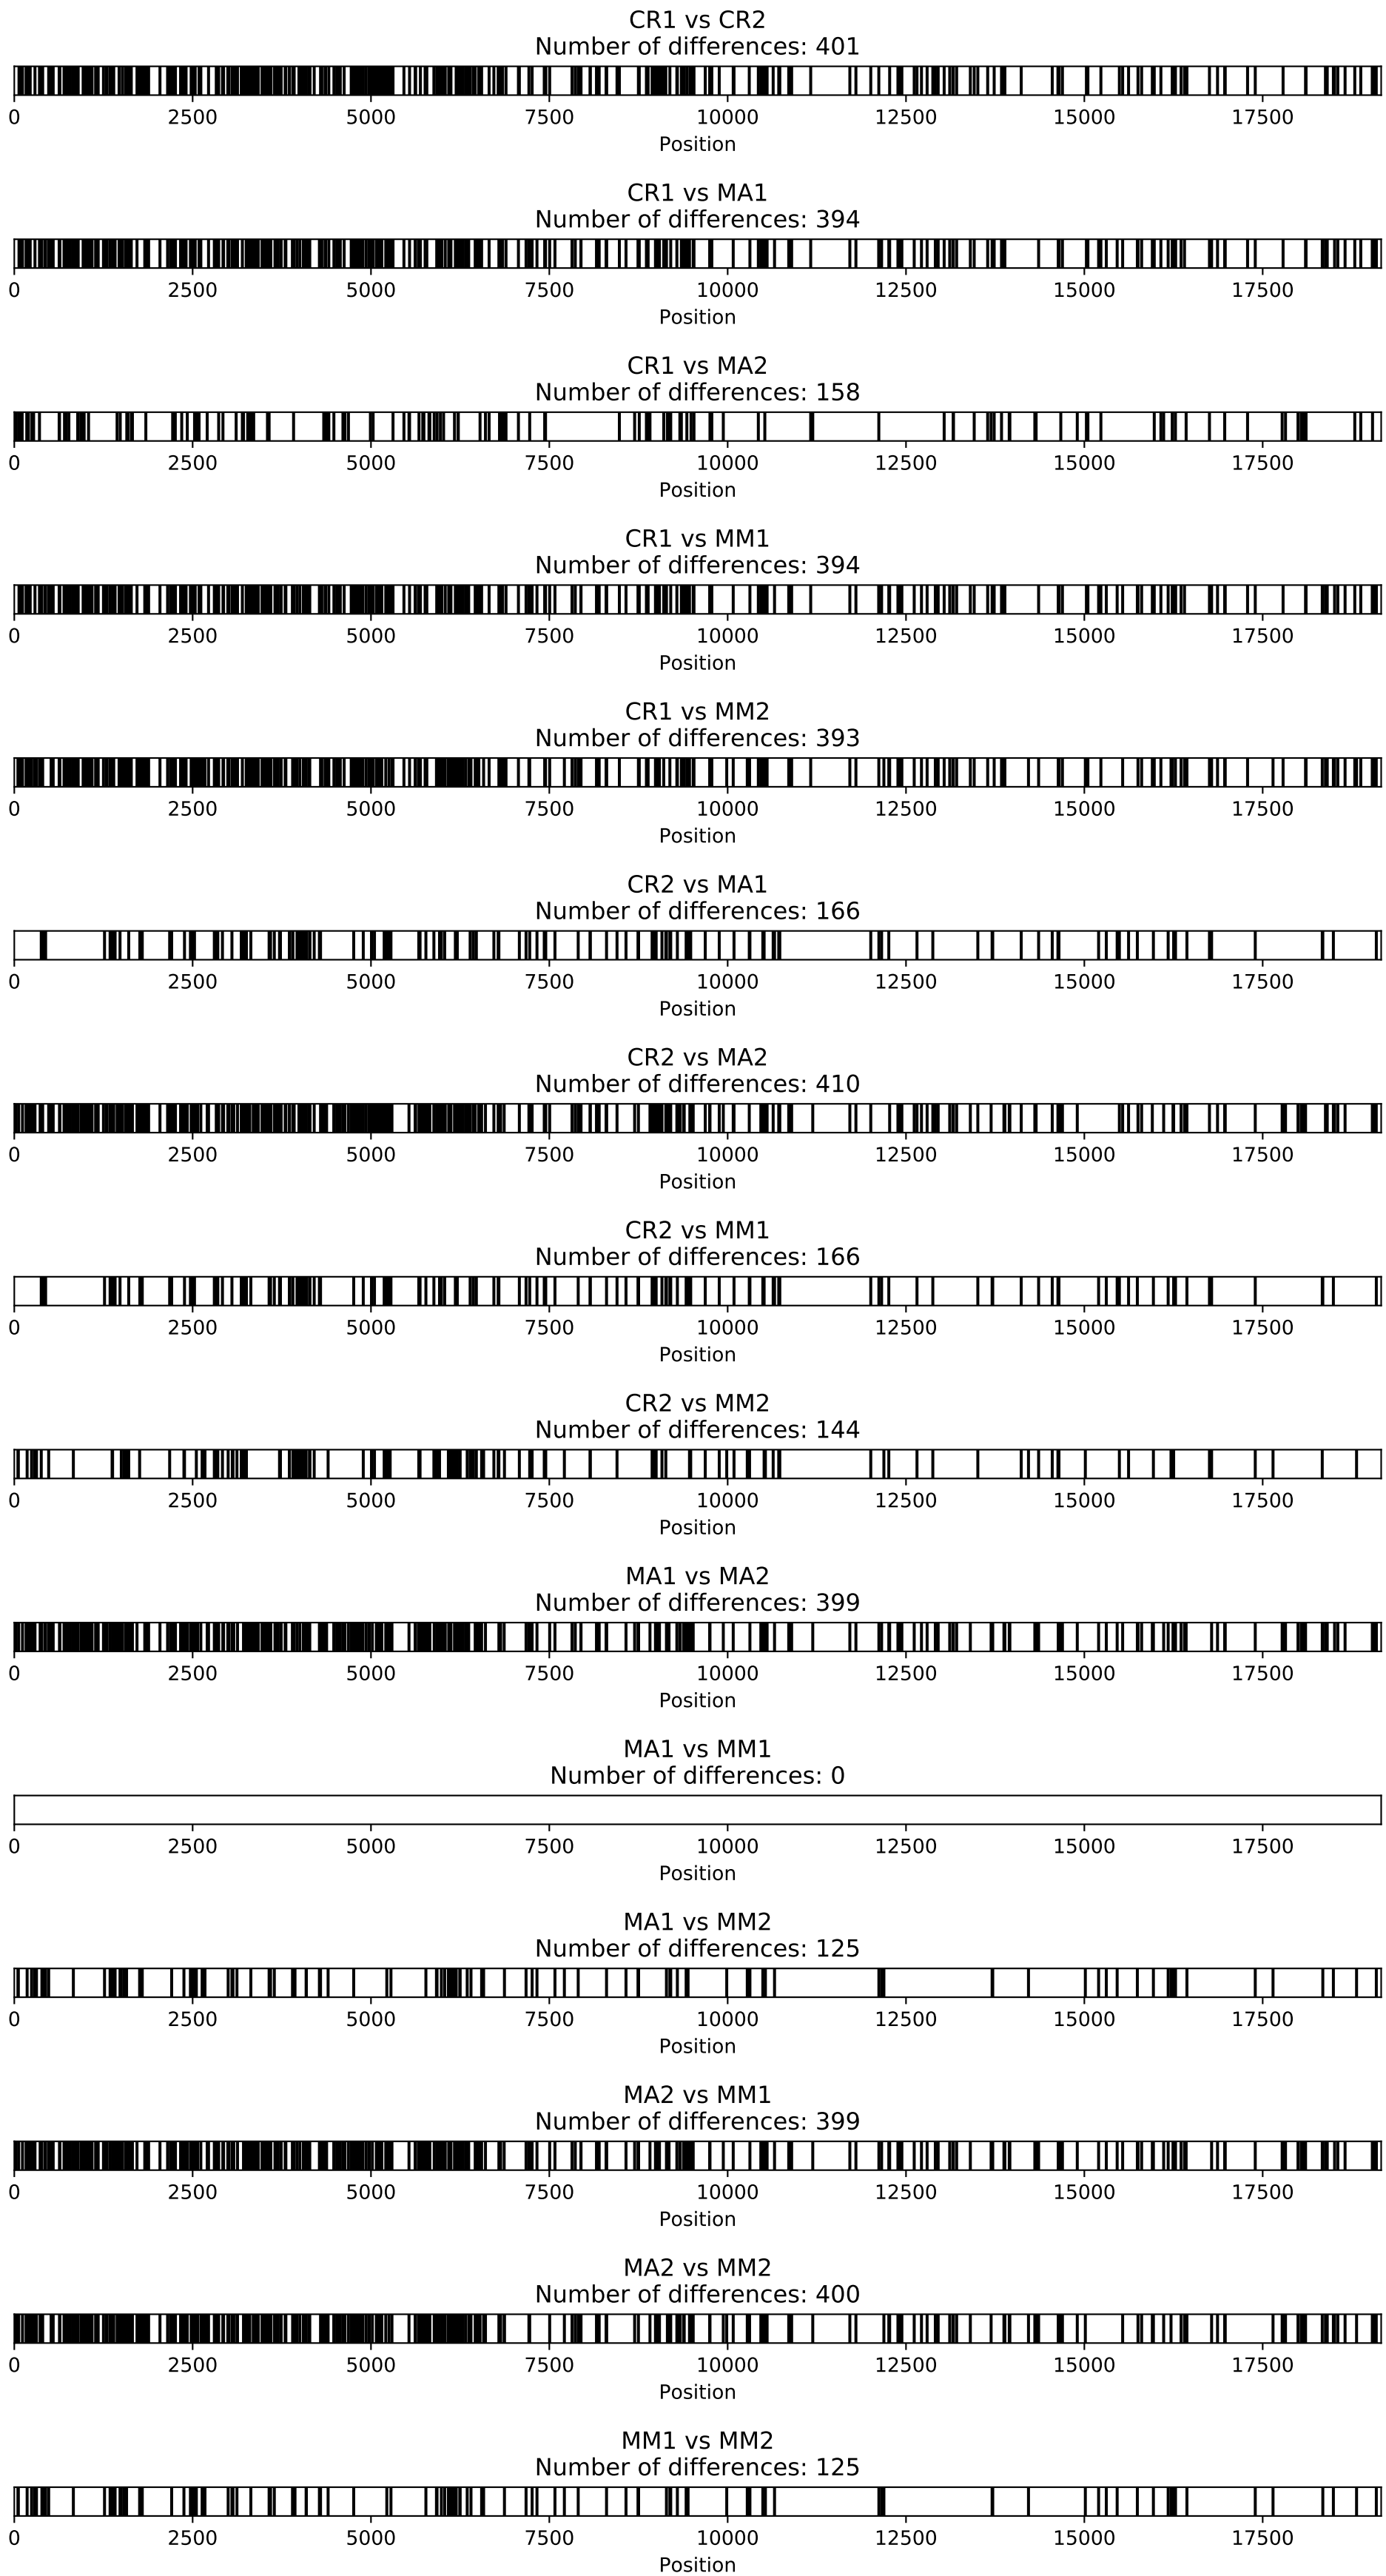 CR1 vs CR2
Number of differences: 401
0 2500 5000 7500 10000 12500 15000 17500
Position
CR1 vs MA1
Number of differences: 394
0 2500 5000 7500 10000 12500 15000 17500
Position
CR1 vs MA2
Number of differences: 158
0 2500 5000 7500 10000 12500 15000 17500
Position
CR1 vs MM1
Number of differences: 394
0 2500 5000 7500 10000 12500 15000 17500
Position
CR1 vs MM2
Number of differences: 393
0 2500 5000 7500 10000 12500 15000 17500
Position
CR2 vs MA1
Number of differences: 166
0 2500 5000 7500 10000 12500 15000 17500
Position
CR2 vs MA2
Number of differences: 410
0 2500 5000 7500 10000 12500 15000 17500
Position
CR2 vs MM1
Number of differences: 166
0 2500 5000 7500 10000 12500 15000 17500
Position
CR2 vs MM2
Number of differences: 144
0 2500 5000 7500 10000 12500 15000 17500
Position
MA1 vs MA2
Number of differences: 399
0 2500 5000 7500 10000 12500 15000 17500
Position
MA1 vs MM1
Number of differences: 0
0 2500 5000 7500 10000 12500 15000 17500
Position
MA1 vs MM2
Number of differences: 125
0 2500 5000 7500 10000 12500 15000 17500
Position
MA2 vs MM1
Number of differences: 399
0 2500 5000 7500 10000 12500 15000 17500
Position
MA2 vs MM2
Number of differences: 400
0 2500 5000 7500 10000 12500 15000 17500
Position
MM1 vs MM2
Number of differences: 125
0 2500 5000 7500 10000 12500 15000 17500
Position